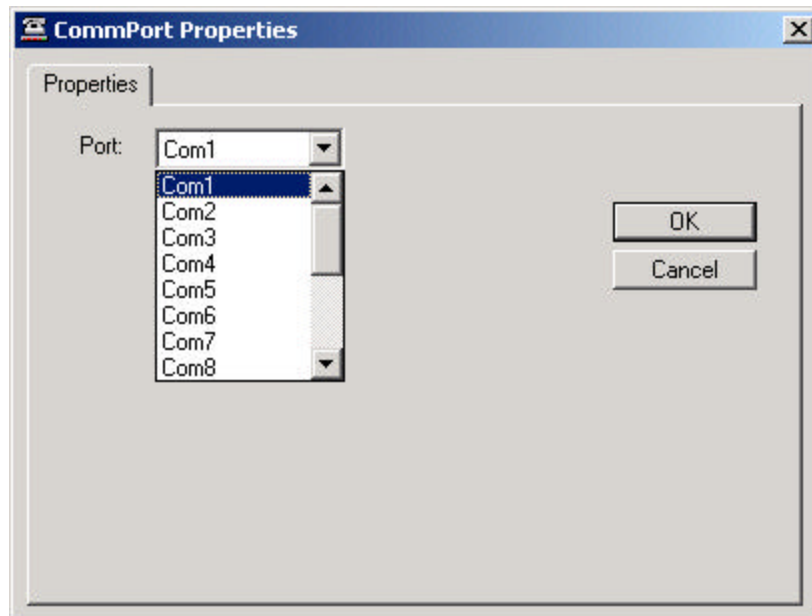 CommPort Properties
Properties
Port:
Com1
Com1
Com2
Com3
Com4
Com5
Com6
Com7
Com8
OK
Cancel